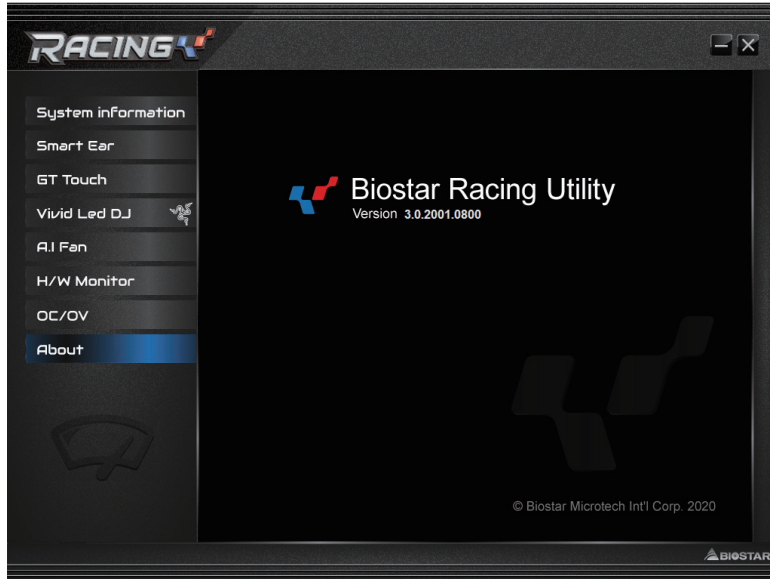 RACING
System information
Smart Ear
GT Touch
Vivid Led DJ
A.I Fan
H/W Monitor
OC/OV
About
Biostar Racing Utility
Version 3.0.2001.0800
© Biostar Microtech Int'l Corp. 2020
BIOSTAR